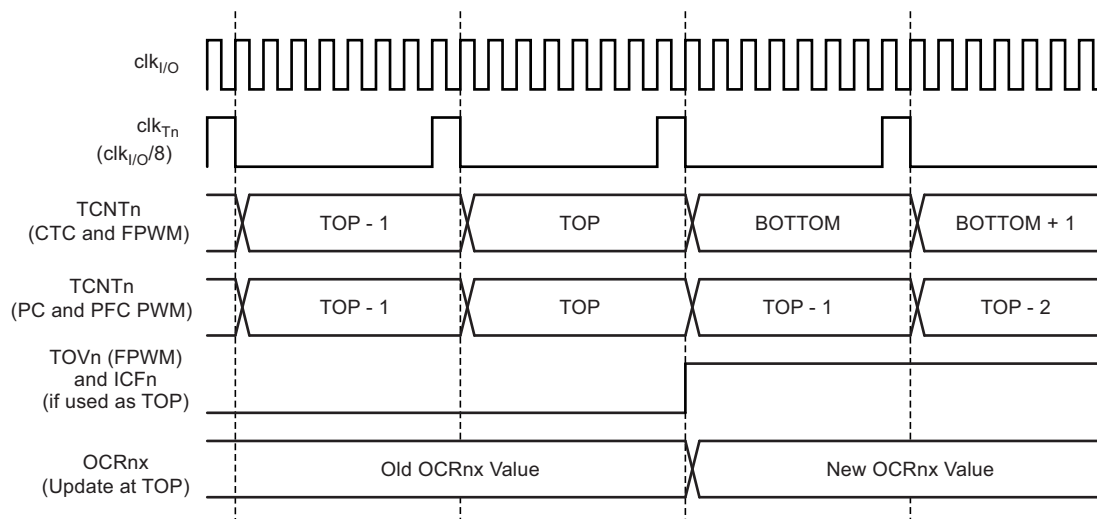 clkI/O
clkTn
(clkI/O/8)
TCNTn
(CTC and FPWM)
TOP - 1
TOP
BOTTOM
BOTTOM + 1
TCNTn
(PC and PFC PWM)
TOP - 1
TOP
TOP - 1
TOP - 2
TOVn (FPWM)
and ICFn
(if used as TOP)
OCRnx
(Update at TOP)
Old OCRnx Value
New OCRnx Value